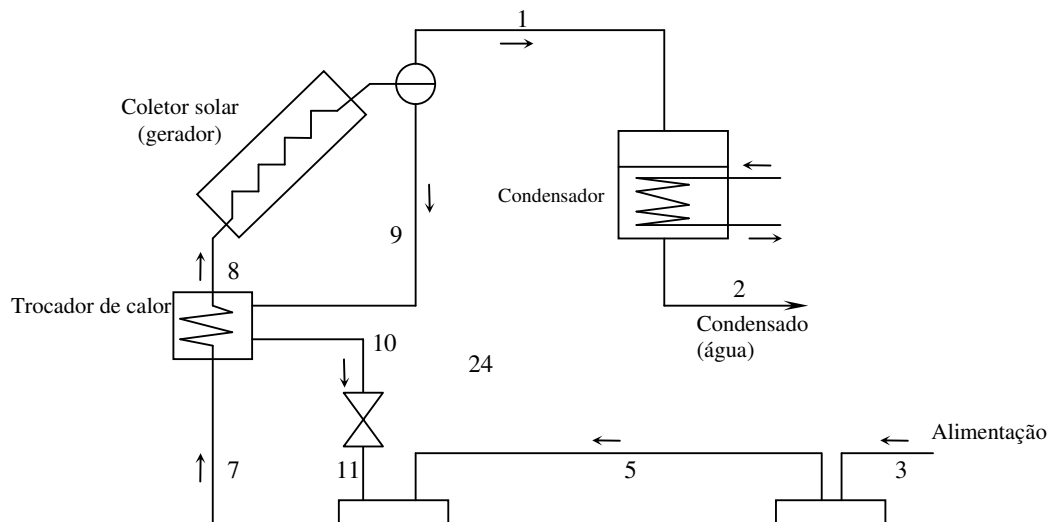 1
Coletor solar
(gerador)
Condensador
9
8
Trocador de calor
2
Condensado
(água)
10
24
Alimentação
7
11
5
3